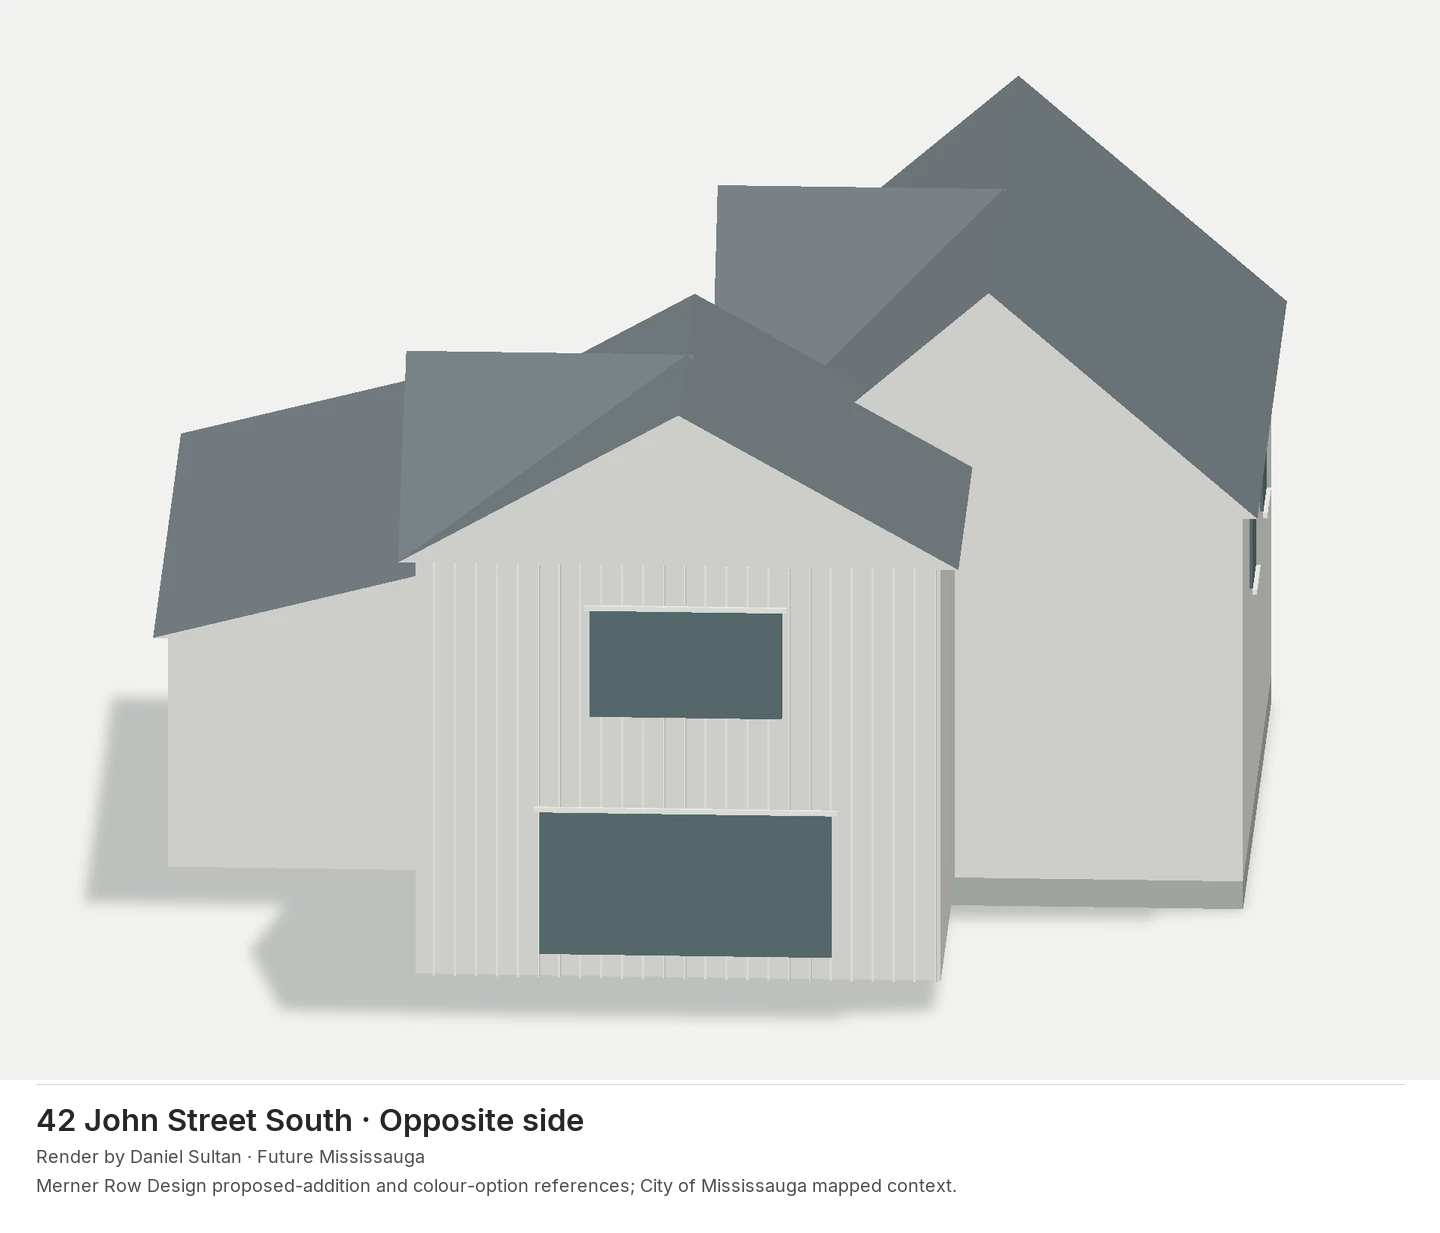 42 John Street South · Opposite side
Render by Daniel Sultan · Future Mississauga
Merner Row Design proposed-addition and colour-option references; City of Mississauga mapped context.